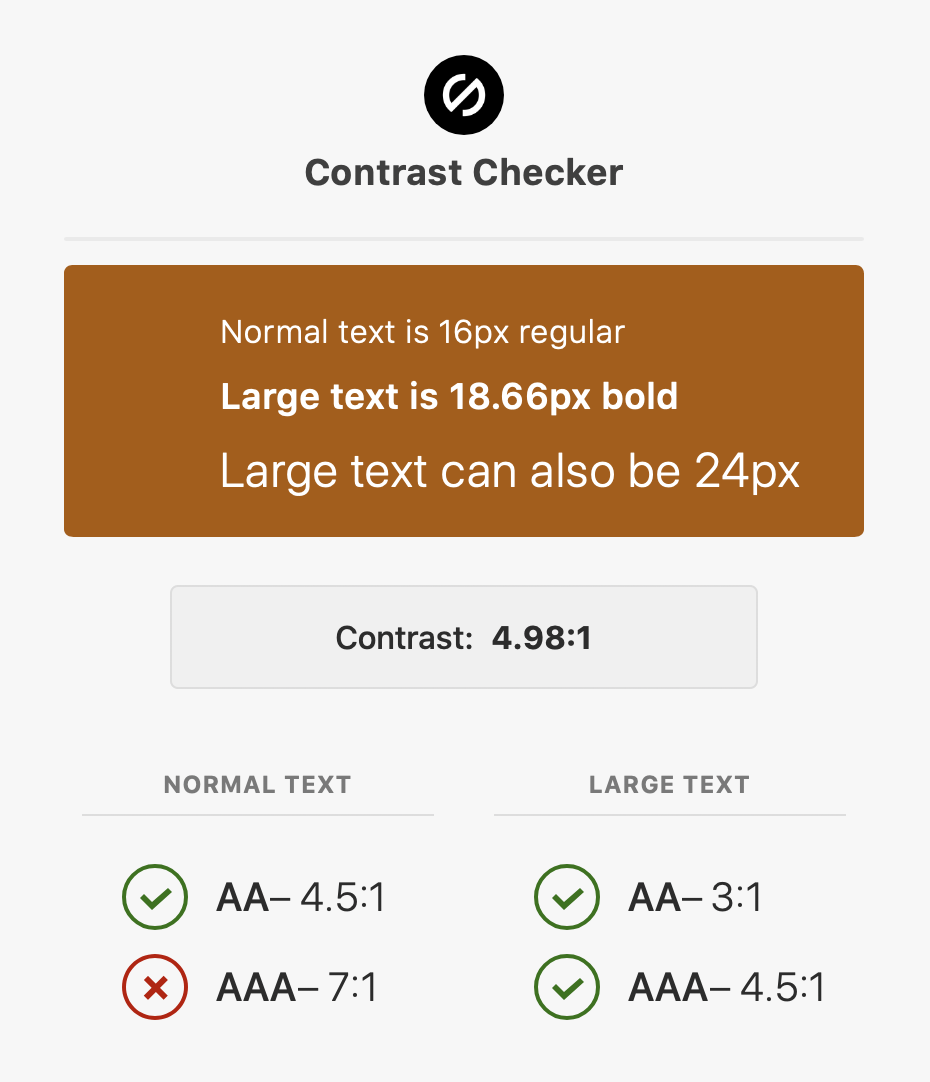 Contrast Checker
Normal text is 16px regular
Large text is 18.66px bold
Large text can also be 24px
Contrast: 4.98:1
NORMAL TEXT
AA– 4.5:1
AAA– 7:1
LARGE TEXT
AA– 3:1
AAA– 4.5:1